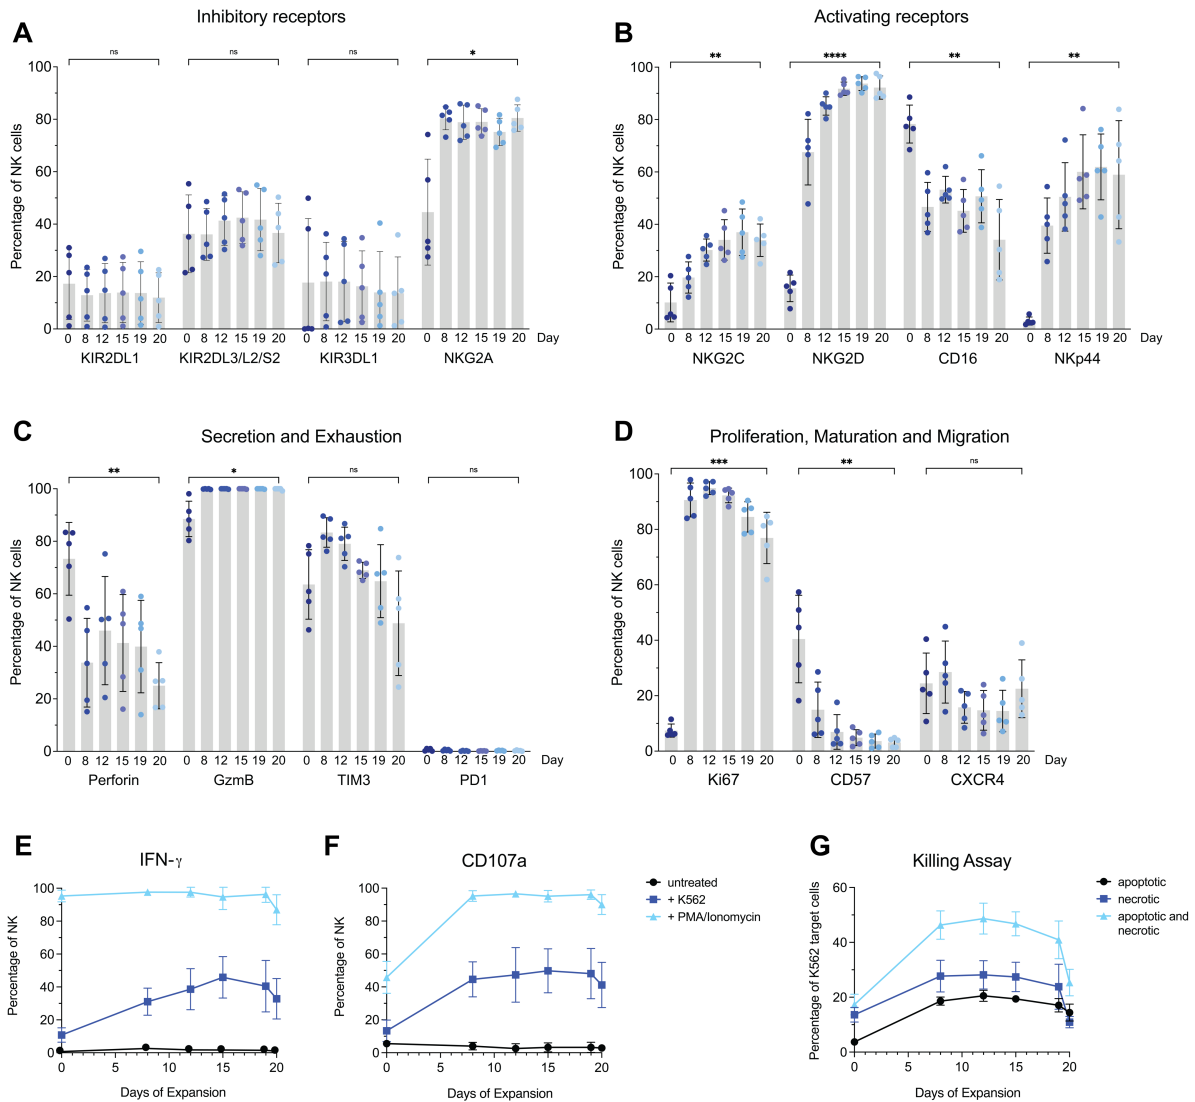 Inhibitory receptors
A
ns
ns
ns
*
Percentage of NK cells
100
80
60
40
20
0
0 8 12 15 19 20 0 8 12 15 19 20 0 8 12 15 19 20 0 8 12 15 19 20 Day
KIR2DL1 KIR2DL3/L2/S2 KIR3DL1 NKG2A
Activating receptors
B
**
****
**
**
Percentage of NK cells
100
80
60
40
20
0
0 8 12 15 19 20 0 8 12 15 19 20 0 8 12 15 19 20 0 8 12 15 19 20 Day
NKG2C NKG2D CD16 NKp44
C
Secretion and Exhaustion
**
*
ns
ns
Percentage of NK cells
100
80
60
40
20
0
0 8 12 15 19 20 0 8 12 15 19 20 0 8 12 15 19 20 0 8 12 15 19 20 Day
Perforin GzmB TIM3 PD1
D
Proliferation, Maturation and Migration
***
**
ns
Percentage of NK cells
100
80
60
40
20
0
0 8 12 15 19 20 0 8 12 15 19 20 0 8 12 15 19 20 Day
Ki67 CD57 CXCR4
E
IFN-γ
Percentage of NK
100
80
60
40
20
0
0 5 10 15 20
Days of Expansion
F
CD107a
Percentage of NK
100
80
60
40
20
0
0 5 10 15 20
Days of Expansion
untreated
+ K562
+ PMA/Ionomycin
G
Killing Assay
Percentage of K562 target cells
60
40
20
0
0 5 10 15 20
Days of Expansion
apoptotic
necrotic
apoptotic and
necrotic